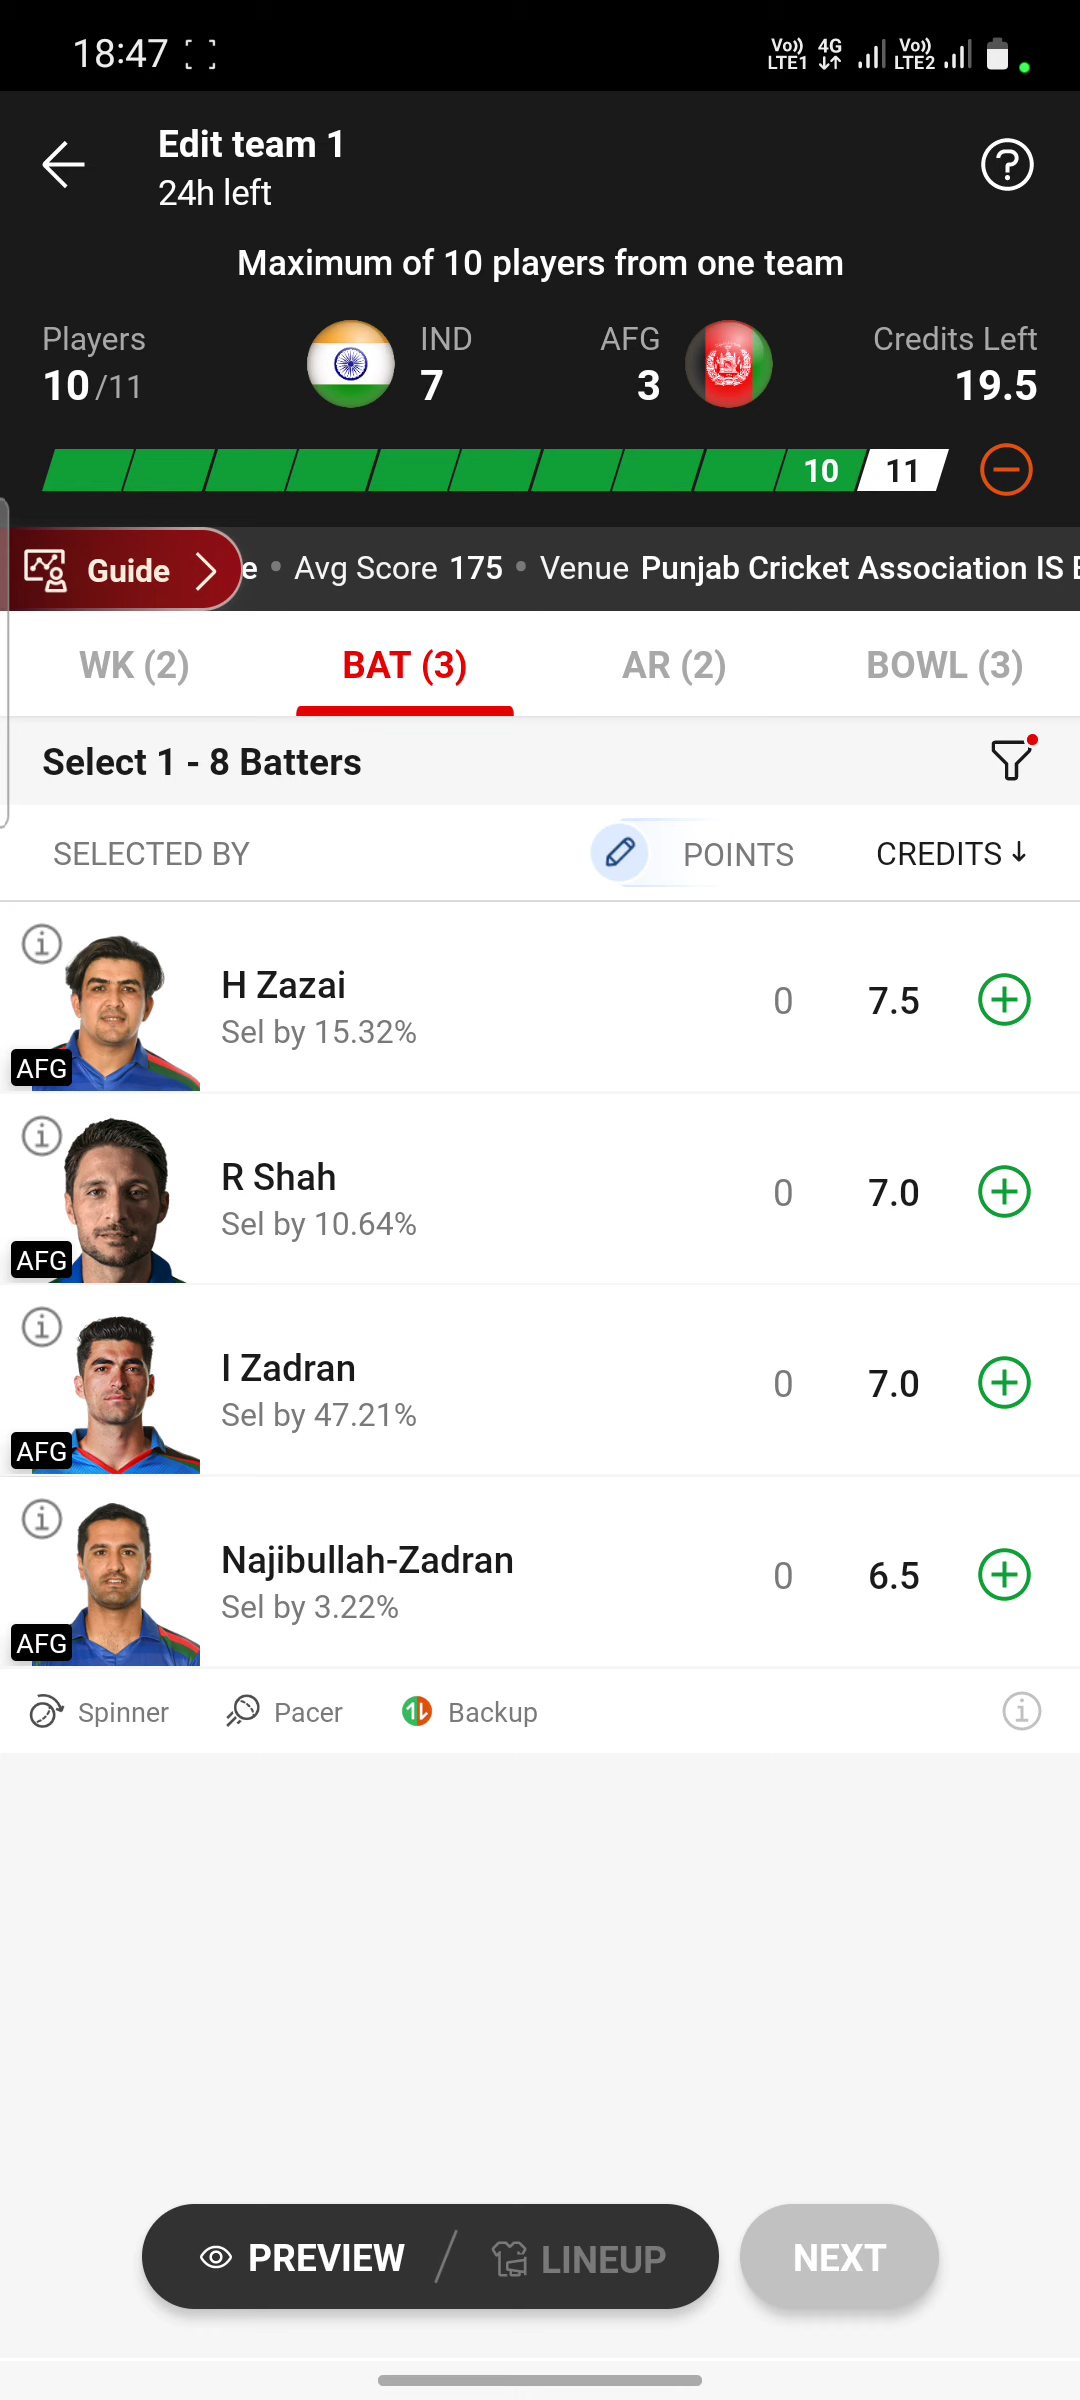 18:47
Vo)) LTE1 4G Vo)) LTE2
Edit team 1
24h left
Maximum of 10 players from one team
Players
10/11
IND
7
AFG
3
Credits Left
19.5
10 11
Guide
e • Avg Score 175 • Venue Punjab Cricket Association IS
WK (2) BAT (3) AR (2) BOWL (3)
Select 1 - 8 Batters
SELECTED BY POINTS CREDITS ↓
H Zazai
Sel by 15.32%
AFG
0 7.5
R Shah
Sel by 10.64%
AFG
0 7.0
I Zadran
Sel by 47.21%
AFG
0 7.0
Najibullah-Zadran
Sel by 3.22%
AFG
0 6.5
Spinner Pacer Backup
PREVIEW / LINEUP NEXT